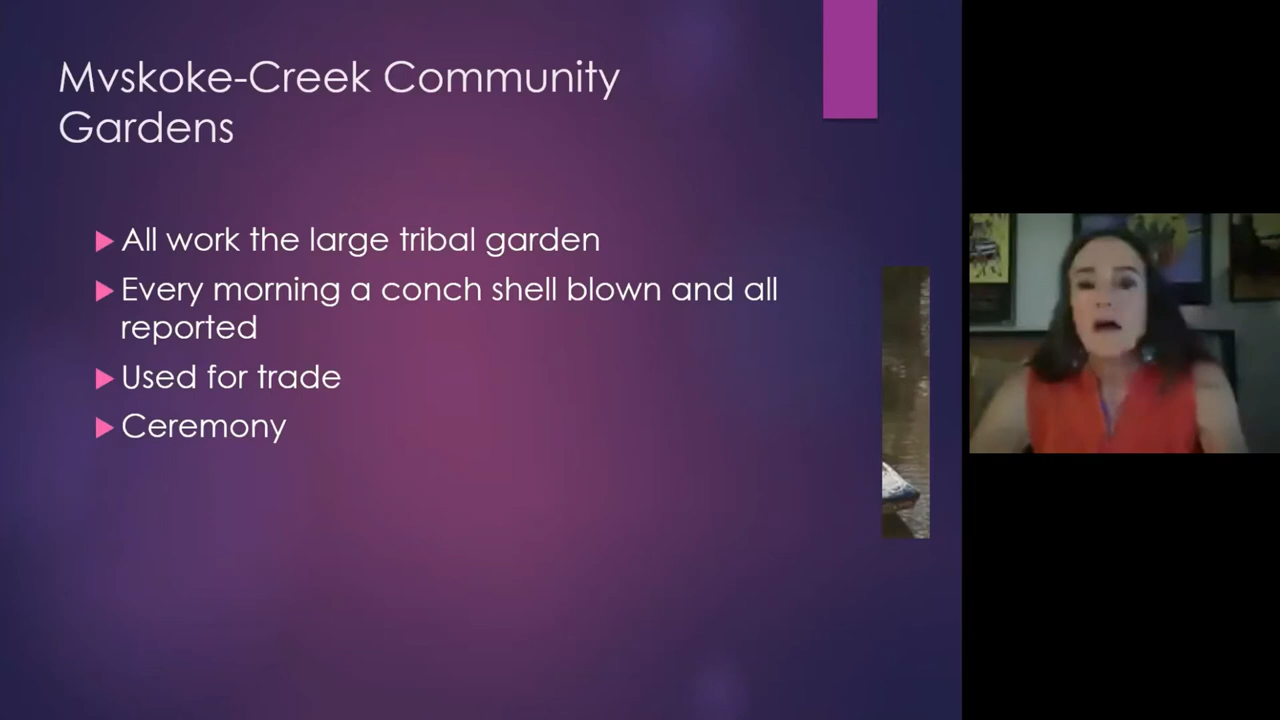 Mvskoke-Creek Community
Gardens
All work the large tribal garden
Every morning a conch shell blown and all
reported
Used for trade
Ceremony